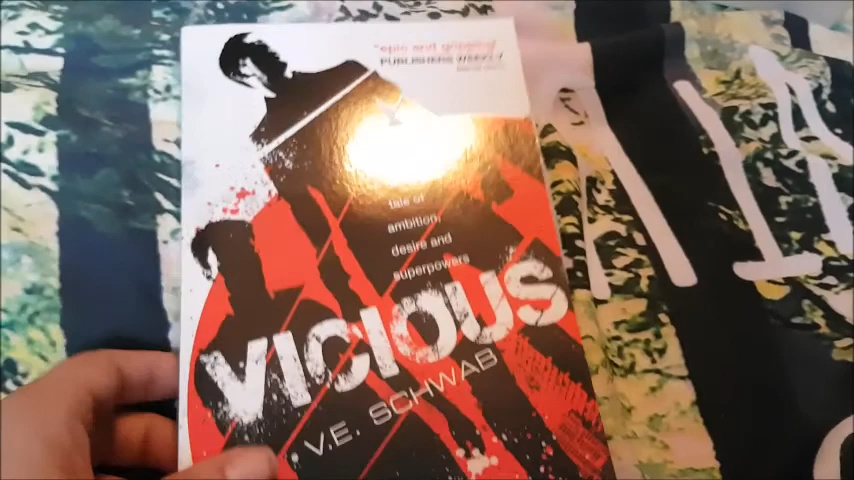 "epic and gripping"
PUBLISHERS WEEKLY
tale of
ambition,
desire and
superpowers
VICIOUS
V.E. SCHWAB